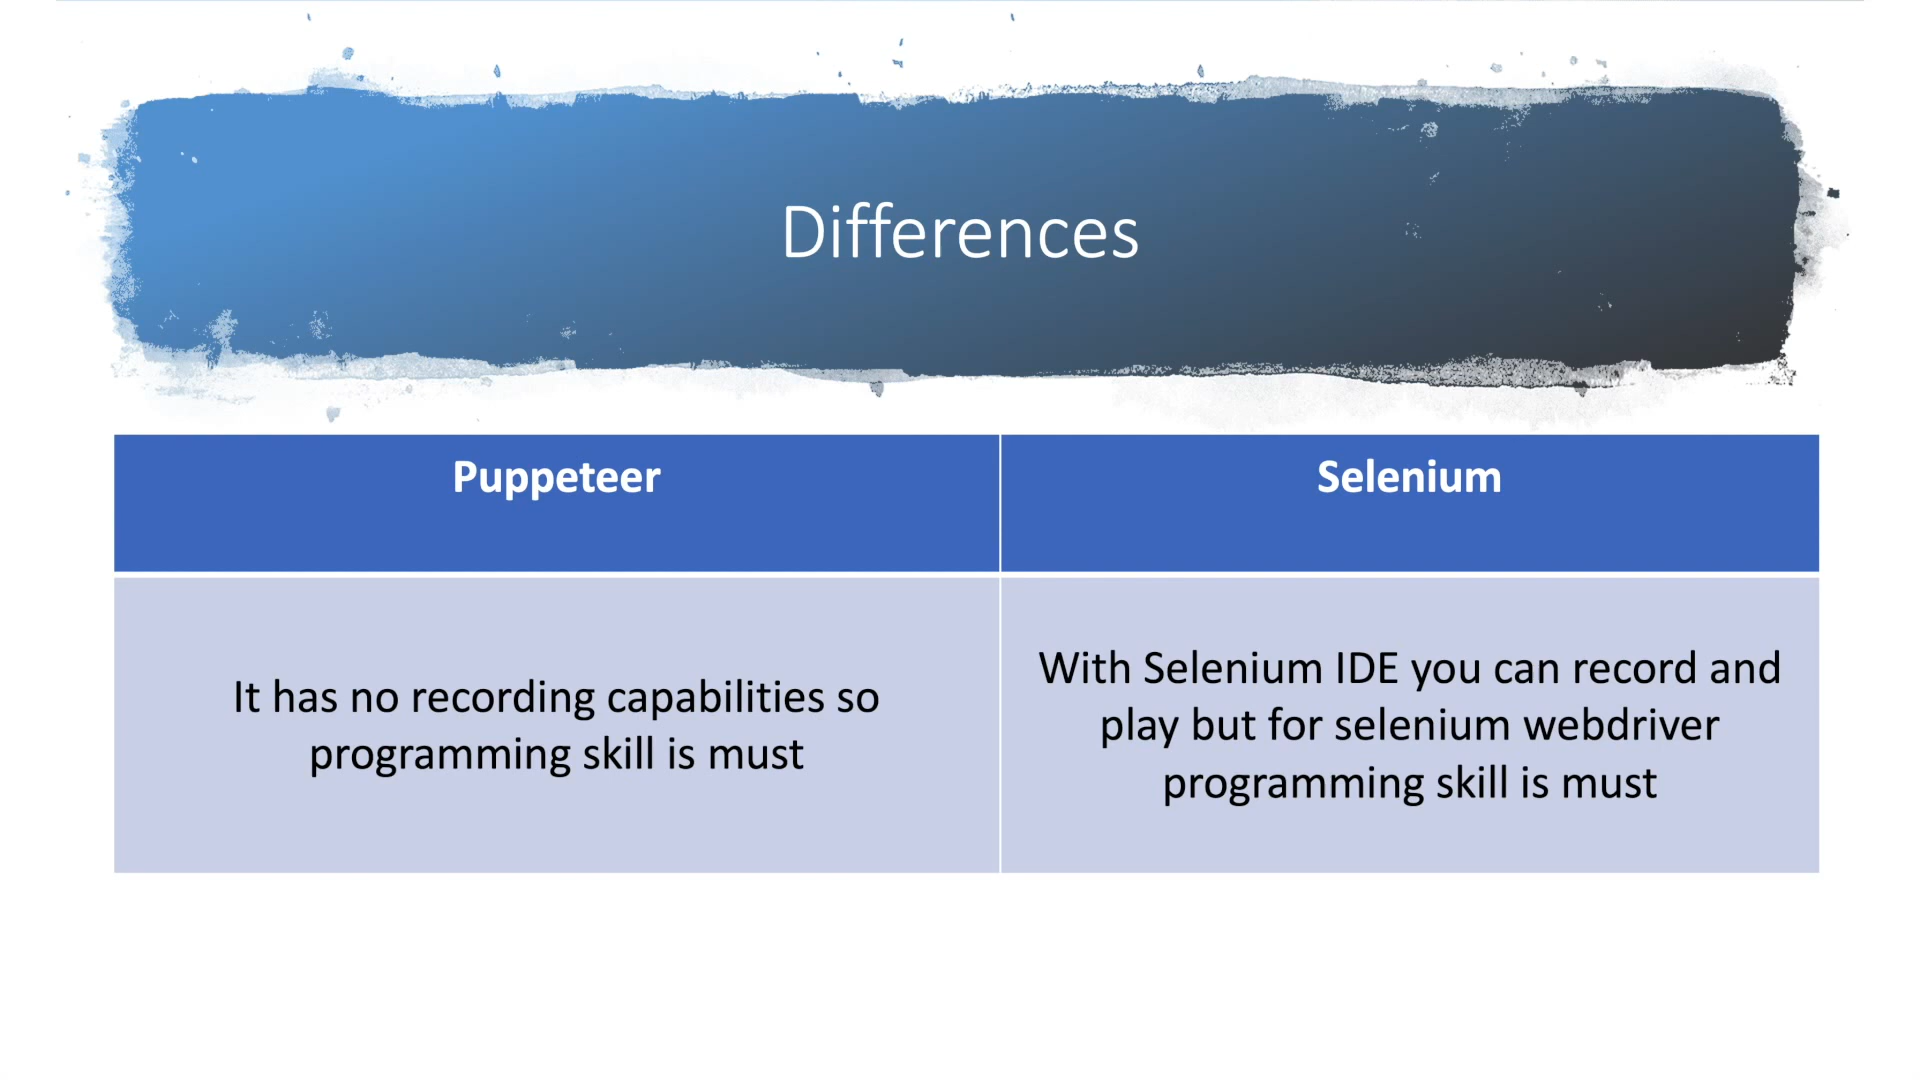 Differences
Puppeteer
Selenium
It has no recording capabilities so
programming skill is must
With Selenium IDE you can record and
play but for selenium webdriver
programming skill is must